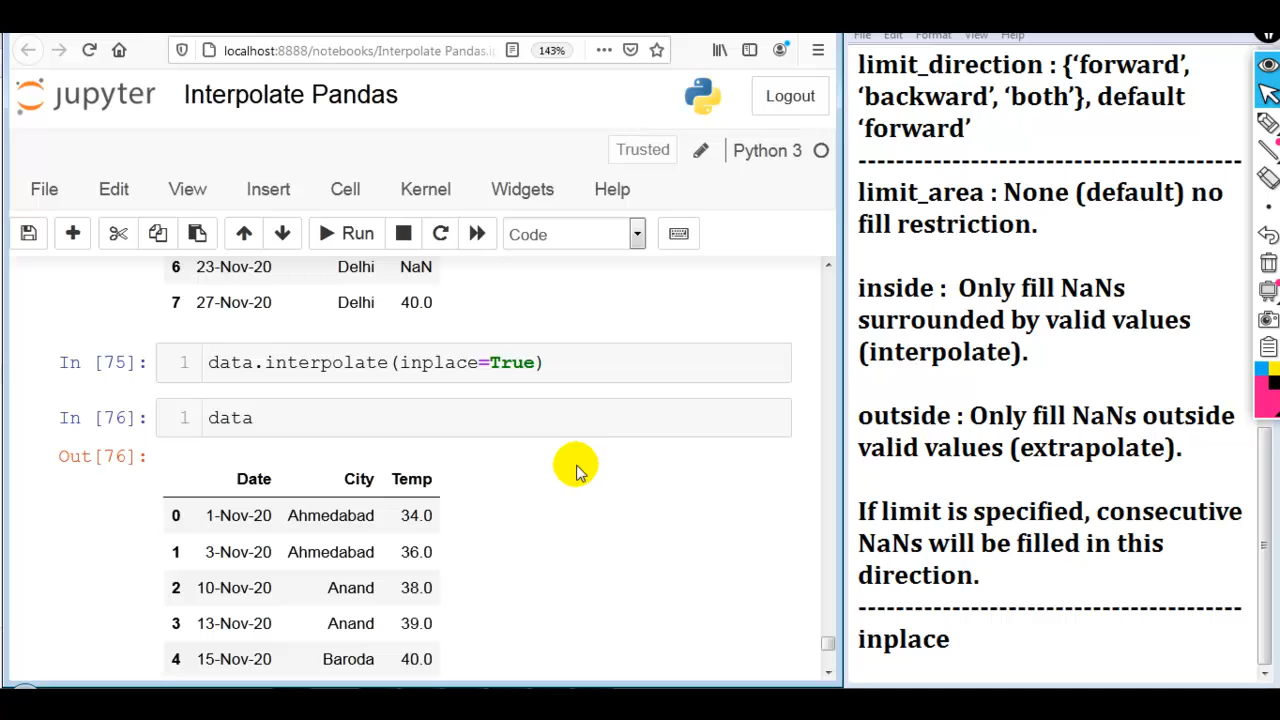 localhost:8888/notebooks/Interpolate Pandas.i
143%
jupyter Interpolate Pandas
Logout
Trusted
Python 3
File Edit View Insert Cell Kernel Widgets Help
Run
Code
6 23-Nov-20 Delhi NaN
7 27-Nov-20 Delhi 40.0
In [75]: 1 data.interpolate(inplace=True)
In [76]: 1 data
Out[76]:
Date City Temp
0 1-Nov-20 Ahmedabad 34.0
1 3-Nov-20 Ahmedabad 36.0
2 10-Nov-20 Anand 38.0
3 13-Nov-20 Anand 39.0
4 15-Nov-20 Baroda 40.0
File Edit Format View Help
limit_direction : {‘forward’,
‘backward’, ‘both’}, default
‘forward’
-----------------------------------------
limit_area : None (default) no
fill restriction.
inside :  Only fill NaNs
surrounded by valid values
(interpolate).
outside : Only fill NaNs outside
valid values (extrapolate).
If limit is specified, consecutive
NaNs will be filled in this
direction.
-----------------------------------------
inplace